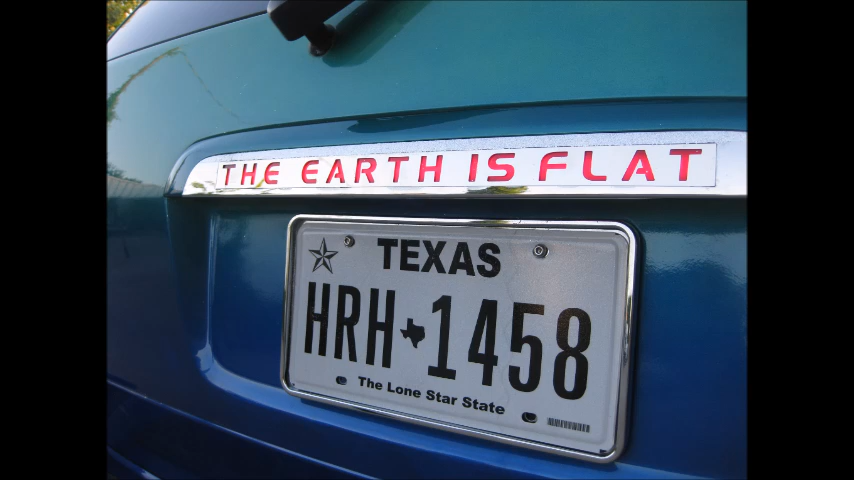 THE EARTH IS FLAT
TEXAS
HRH 1458
The Lone Star State